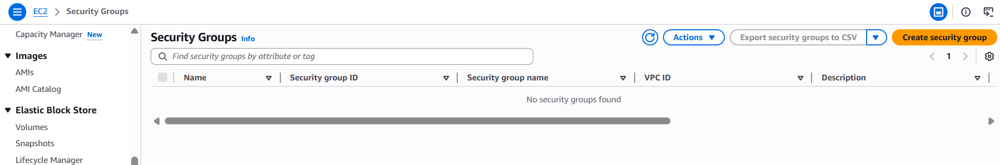 EC2 > Security Groups
Capacity Manager New
Images
AMIs
AMI Catalog
Elastic Block Store
Volumes
Snapshots
Lifecycle Manager
Security Groups Info
Actions
Export security groups to CSV
Create security group
Find security groups by attribute or tag
1
Name Security group ID Security group name VPC ID Description
No security groups found